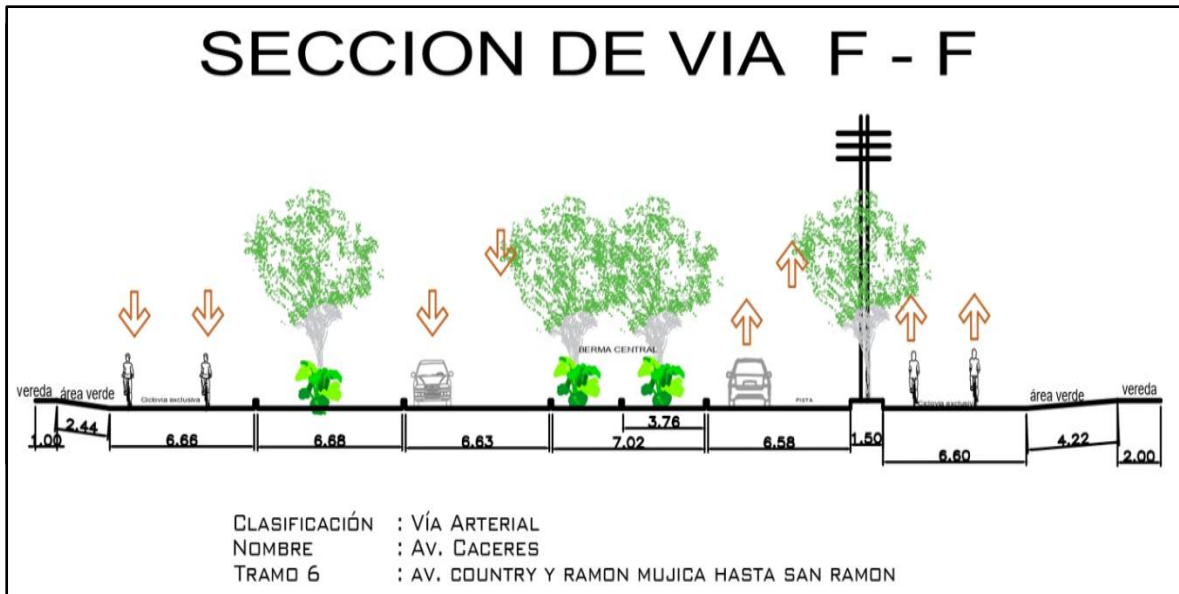 SECCION DE VIA F - F
BERMA CENTRAL
vereda área verde Ciclovia exclusiva PISTA Ciclovia exclusiva área verde vereda
3.76
1.00 2.44 6.66 6.68 6.63 7.02 6.58 1.50 6.60 4.22 2.00
CLASIFICACIÓN : VÍA ARTERIAL
NOMBRE : AV. CACERES
TRAMO 6 : AV. COUNTRY Y RAMON MUJICA HASTA SAN RAMON